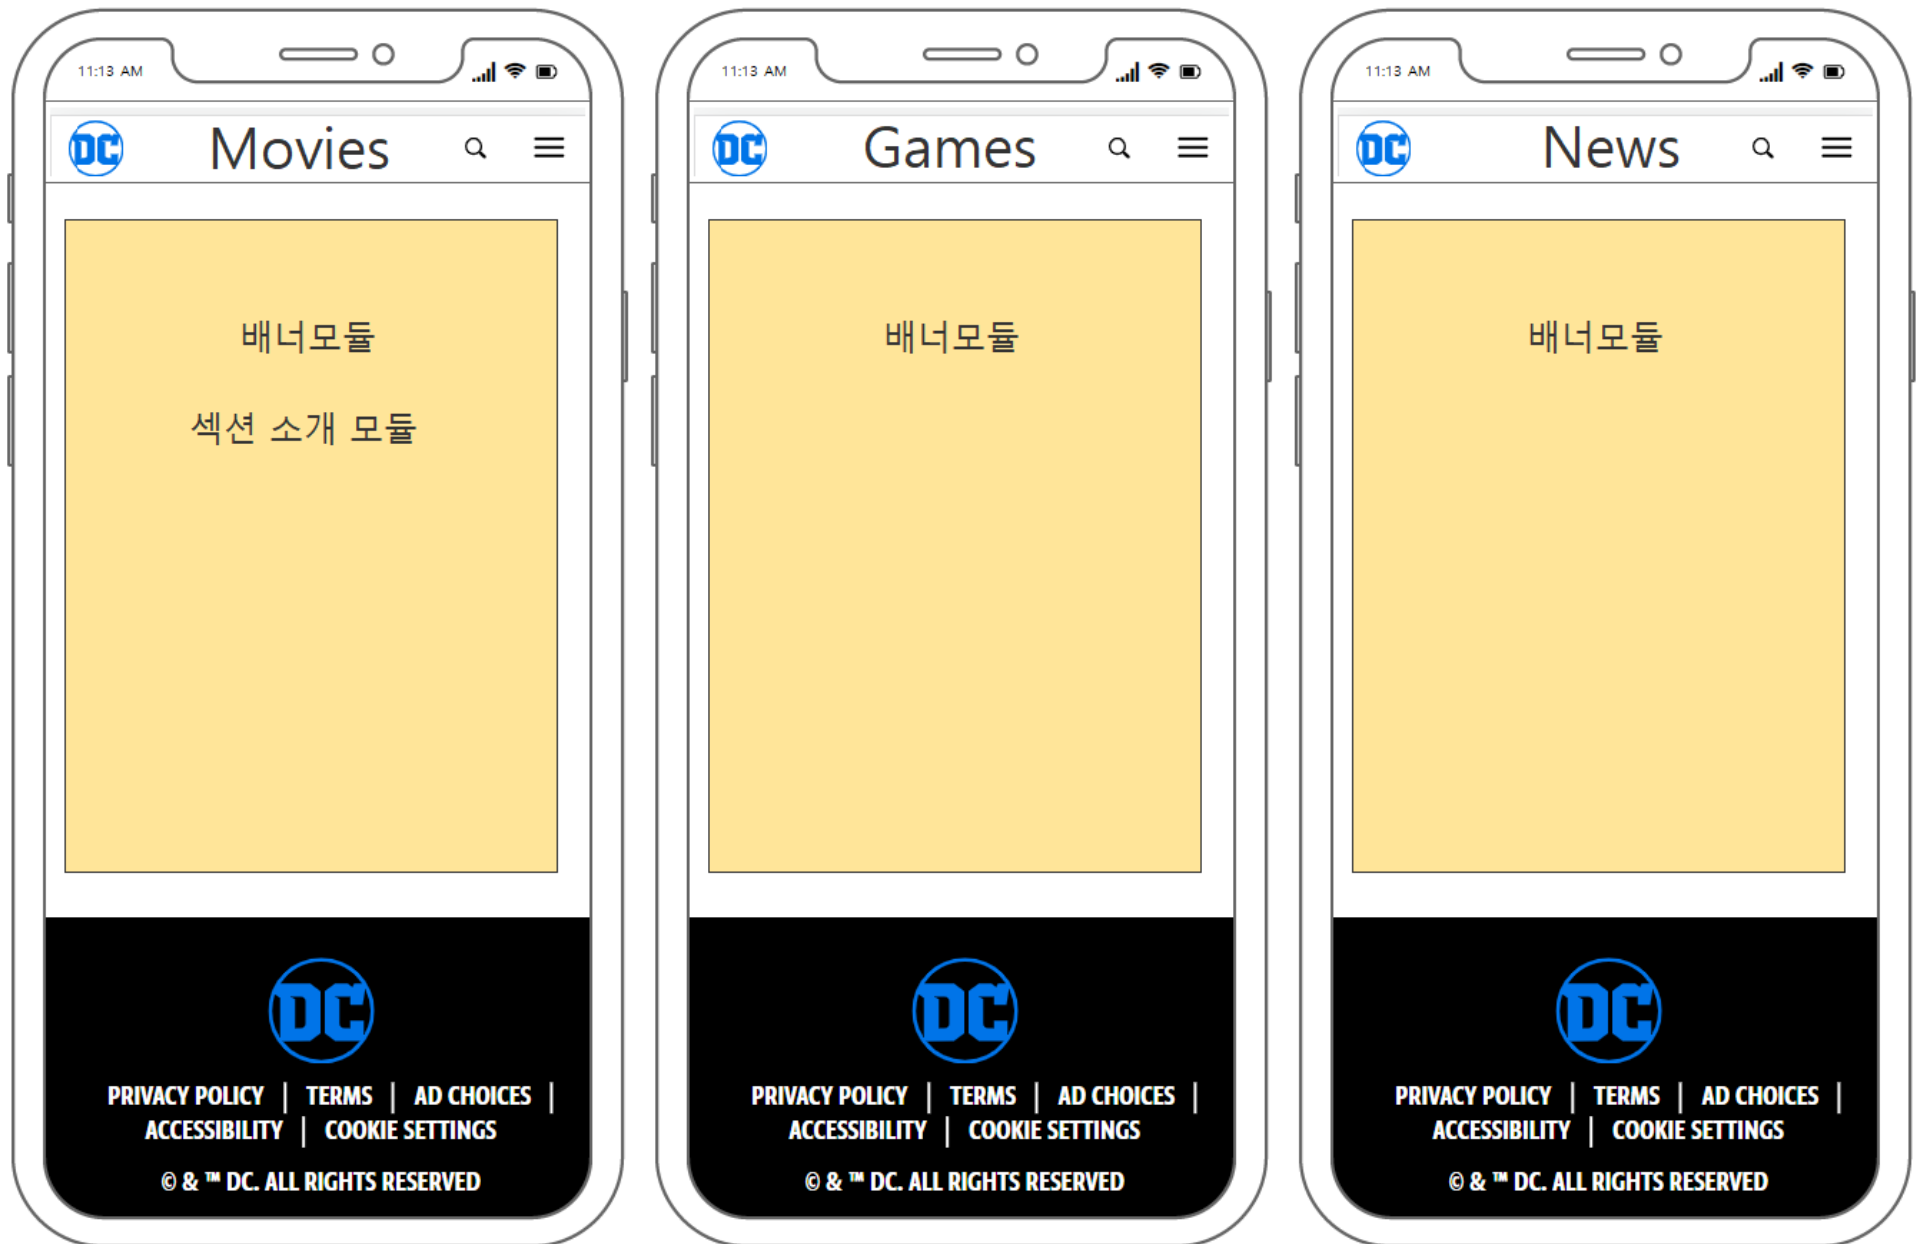 11:13 AM
DC
Movies
배너모듈
섹션 소개 모듈
DC
PRIVACY POLICY | TERMS | AD CHOICES |
ACCESSIBILITY | COOKIE SETTINGS
© & ™ DC. ALL RIGHTS RESERVED
11:13 AM
DC
Games
배너모듈
DC
PRIVACY POLICY | TERMS | AD CHOICES |
ACCESSIBILITY | COOKIE SETTINGS
© & ™ DC. ALL RIGHTS RESERVED
11:13 AM
DC
News
배너모듈
DC
PRIVACY POLICY | TERMS | AD CHOICES |
ACCESSIBILITY | COOKIE SETTINGS
© & ™ DC. ALL RIGHTS RESERVED